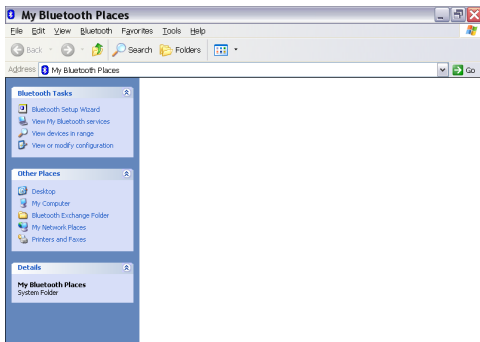 My Bluetooth Places
File Edit View Bluetooth Favorites Tools Help
Back Search Folders
Address My Bluetooth Places Go
Bluetooth Tasks
Bluetooth Setup Wizard
View My Bluetooth services
View devices in range
View or modify configuration
Other Places
Desktop
My Computer
Bluetooth Exchange Folder
My Network Places
Printers and Faxes
Details
My Bluetooth Places
System Folder